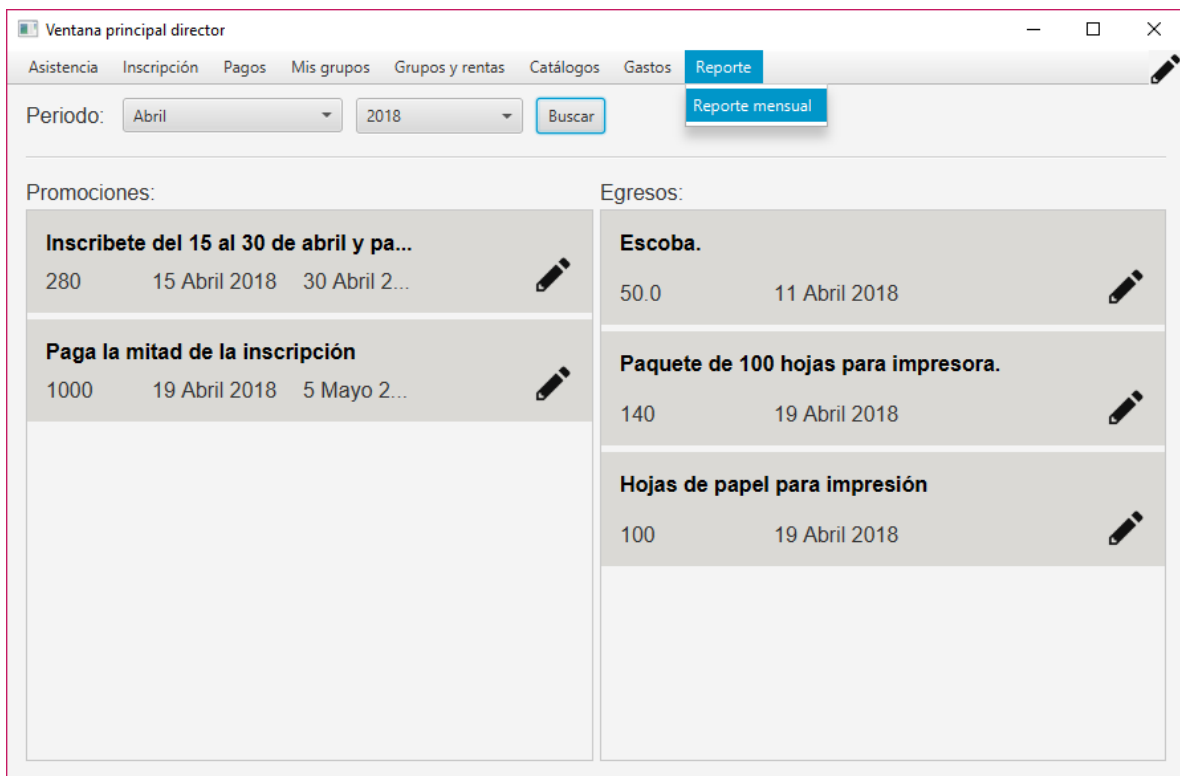 Ventana principal director
Asistencia Inscripción Pagos Mis grupos Grupos y rentas Catálogos Gastos Reporte
Reporte mensual
Periodo: Abril 2018 Buscar
Promociones:
Inscribete del 15 al 30 de abril y pa...
280 15 Abril 2018 30 Abril 2...
Paga la mitad de la inscripción
1000 19 Abril 2018 5 Mayo 2...
Egresos:
Escoba.
50.0 11 Abril 2018
Paquete de 100 hojas para impresora.
140 19 Abril 2018
Hojas de papel para impresión
100 19 Abril 2018